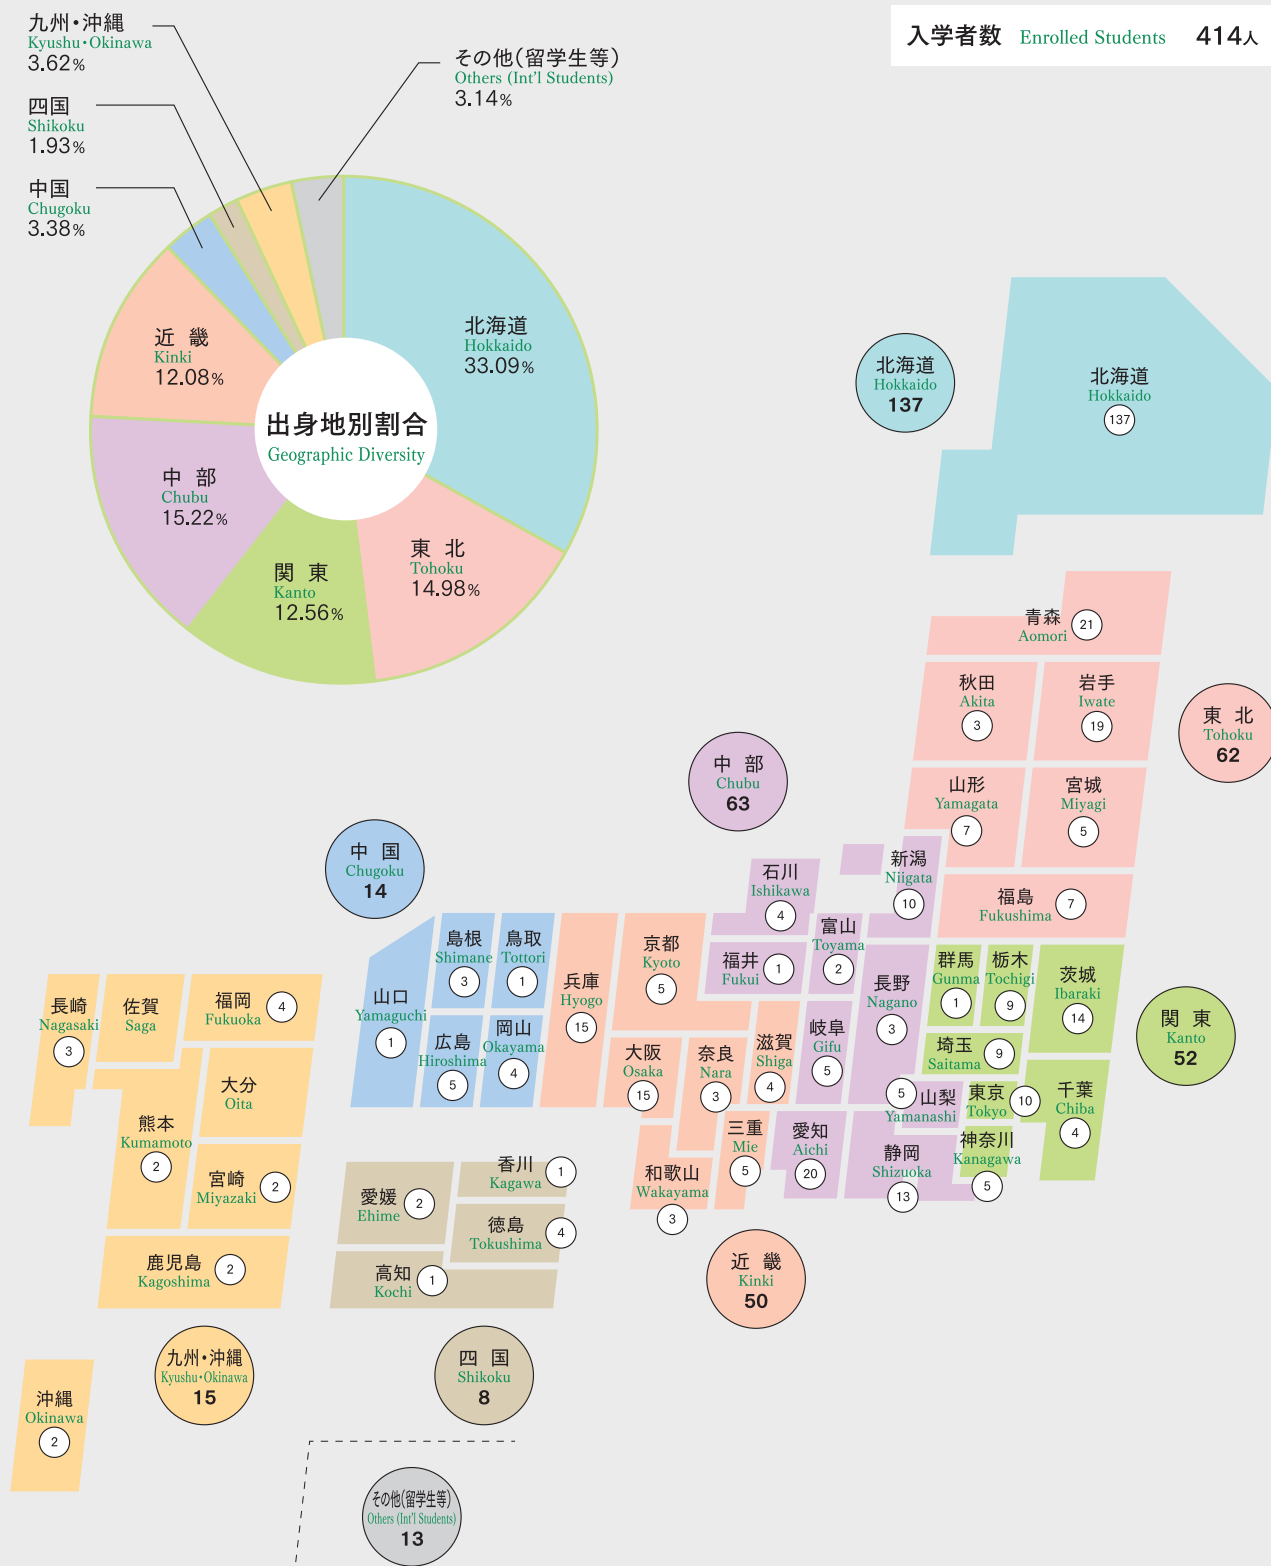 九州・沖縄
Kyushu・Okinawa
3.62%
四国
Shikoku
1.93%
中国
Chugoku
3.38%
その他(留学生等)
Others (Int'l Students)
3.14%
入学者数 Enrolled Students 414人
近畿
Kinki
12.08%
北海道
Hokkaido
33.09%
出身地別割合
Geographic Diversity
中部
Chubu
15.22%
関東
Kanto
12.56%
東北
Tohoku
14.98%
北海道
Hokkaido
137
北海道
Hokkaido
137
青森
Aomori
21
秋田
Akita
3
岩手
Iwate
19
東北
Tohoku
62
山形
Yamagata
7
宮城
Miyagi
5
福島
Fukushima
7
中部
Chubu
63
新潟
Niigata
10
石川
Ishikawa
4
富山
Toyama
2
福井
Fukui
1
長野
Nagano
3
岐阜
Gifu
5
山梨
Yamanashi
5
愛知
Aichi
20
静岡
Shizuoka
13
群馬
Gunma
1
栃木
Tochigi
9
茨城
Ibaraki
14
埼玉
Saitama
9
東京
Tokyo
10
千葉
Chiba
4
神奈川
Kanagawa
5
関東
Kanto
52
中国
Chugoku
14
島根
Shimane
3
鳥取
Tottori
1
山口
Yamaguchi
1
広島
Hiroshima
5
岡山
Okayama
4
兵庫
Hyogo
15
京都
Kyoto
5
大阪
Osaka
15
奈良
Nara
3
滋賀
Shiga
4
三重
Mie
5
和歌山
Wakayama
3
近畿
Kinki
50
香川
Kagawa
1
愛媛
Ehime
2
徳島
Tokushima
4
高知
Kochi
1
四国
Shikoku
8
長崎
Nagasaki
3
佐賀
Saga
福岡
Fukuoka
4
大分
Oita
熊本
Kumamoto
2
宮崎
Miyazaki
2
鹿児島
Kagoshima
2
九州・沖縄
Kyushu・Okinawa
15
沖縄
Okinawa
2
その他(留学生等)
Others (Int'l Students)
13